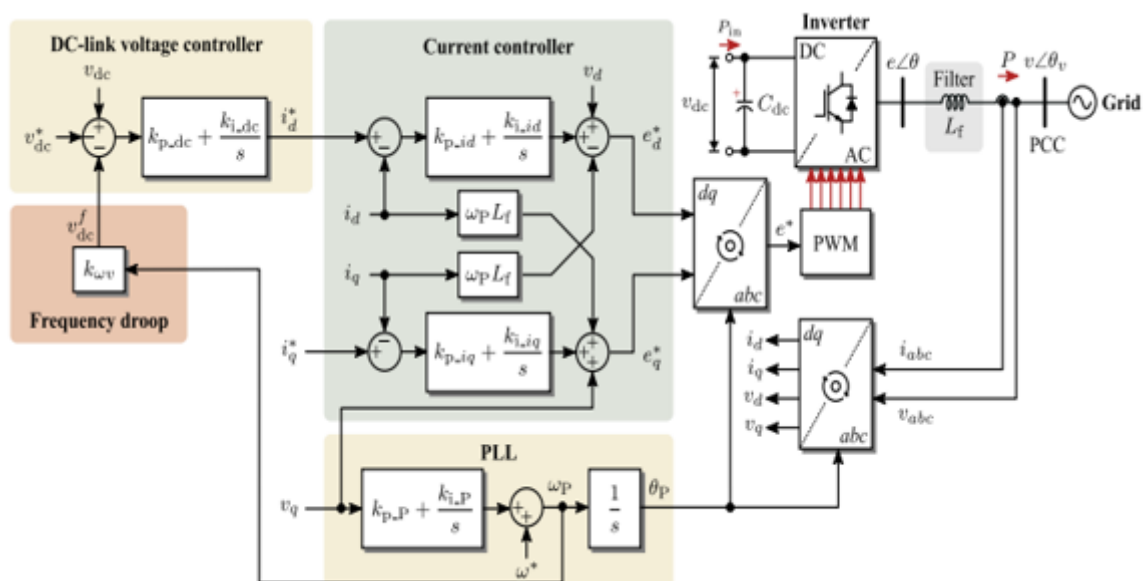 DC-link voltage controller
v_dc
v*_dc
k_p_dc + k_i_dc/s
i*_d
v^f_dc
k_ωv
Frequency droop
Current controller
v_d
k_p_id + k_i_id/s
e*_d
i_d
ω_P L_f
i_q
ω_P L_f
i*_q
k_p_iq + k_i_iq/s
e*_q
PLL
v_q
k_p_P + k_i_P/s
ω_P
ω*
1/s
θ_P
P_in
v_dc
C_dc
Inverter
DC
AC
e∠θ
Filter
L_f
P
v∠θ_v
Grid
PCC
dq
abc
e*
PWM
i_d
i_q
v_d
v_q
dq
abc
i_abc
v_abc